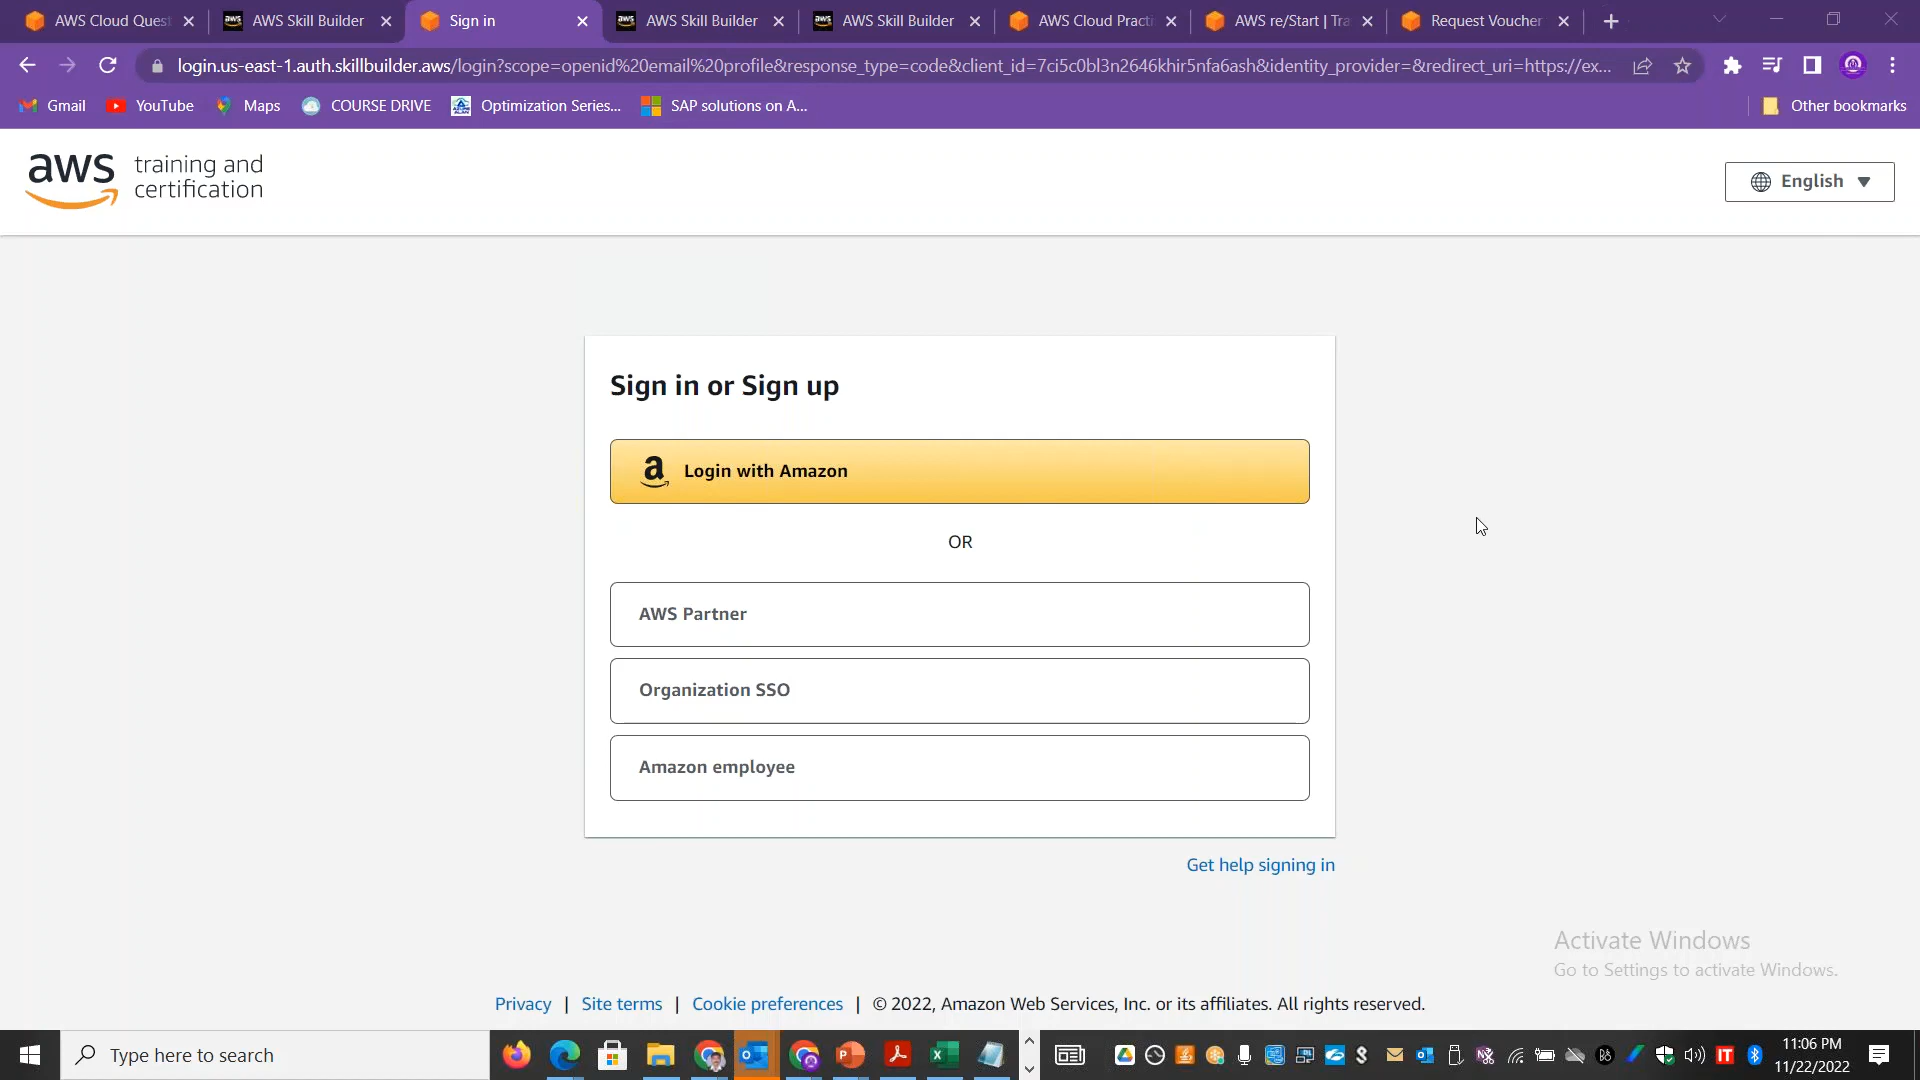 AWS Cloud Quest
AWS Skill Builder
Sign in
AWS Skill Builder
AWS Skill Builder
AWS Cloud Practi
AWS re/Start | Tra
Request Voucher
login.us-east-1.auth.skillbuilder.aws/login?scope=openid%20email%20profile&response_type=code&client_id=7ci5c0bl3n2646khir5nfa6ash&identity_provider=&redirect_uri=https://ex...
Gmail
YouTube
Maps
COURSE DRIVE
Optimization Series...
SAP solutions on A...
Other bookmarks
aws training and
certification
English
Sign in or Sign up
Login with Amazon
OR
AWS Partner
Organization SSO
Amazon employee
Get help signing in
Activate Windows
Go to Settings to activate Windows.
Privacy | Site terms | Cookie preferences | © 2022, Amazon Web Services, Inc. or its affiliates. All rights reserved.
Type here to search
11:06 PM
11/22/2022